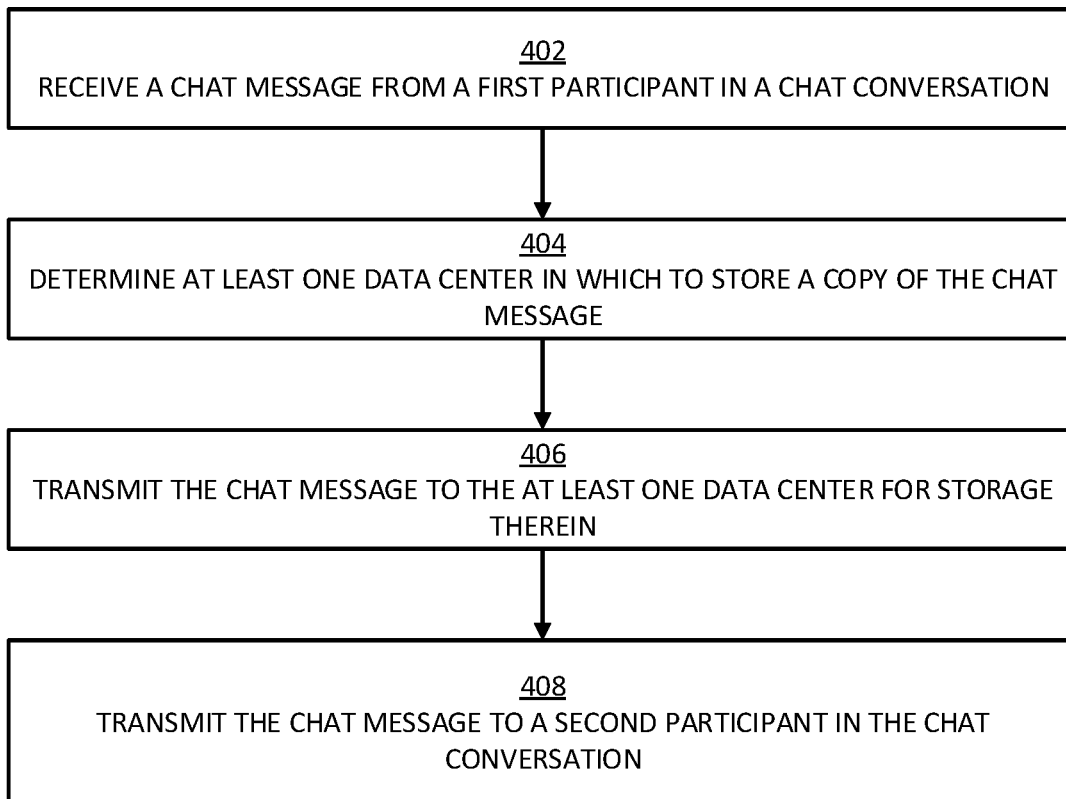 402
RECEIVE A CHAT MESSAGE FROM A FIRST PARTICIPANT IN A CHAT CONVERSATION
404
DETERMINE AT LEAST ONE DATA CENTER IN WHICH TO STORE A COPY OF THE CHAT
MESSAGE
406
TRANSMIT THE CHAT MESSAGE TO THE AT LEAST ONE DATA CENTER FOR STORAGE
THEREIN
408
TRANSMIT THE CHAT MESSAGE TO A SECOND PARTICIPANT IN THE CHAT
CONVERSATION